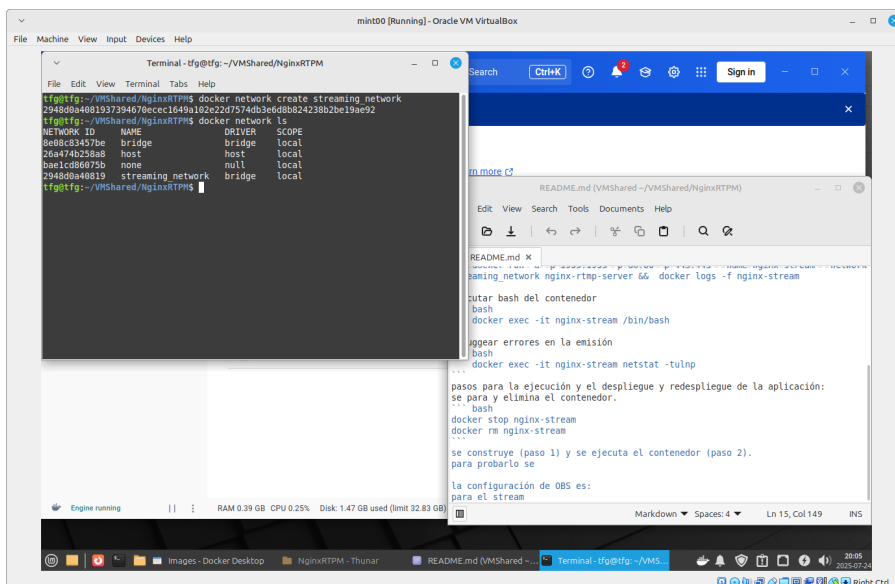 mint00 [Running] - Oracle VM VirtualBox
File Machine View Input Devices Help
Terminal - tfg@tfg: ~/VMShared/NginxRTPM
File Edit View Terminal Tabs Help
tfg@tfg:~/VMShared/NginxRTPM$ docker network create streaming_network
2948d0a4081937394670ecec1649a102e22d7574db3e6d8b824238b2be19ae92
tfg@tfg:~/VMShared/NginxRTPM$ docker network ls
NETWORK ID NAME DRIVER SCOPE
8e08c83457be bridge bridge local
26a474b258a8 host host local
bae1cd86075b none null local
2948d0a40819 streaming_network bridge local
tfg@tfg:~/VMShared/NginxRTPM$
Search Ctrl+K 2 Sign in
rn more
README.md (VMShared ~/VMShared/NginxRTPM)
Edit View Search Tools Documents Help
README.md
eaming_network nginx-rtmp-server && docker logs -f nginx-stream
cutar bash del contenedor
bash
docker exec -it nginx-stream /bin/bash
uggear errores en la emisión
bash
docker exec -it nginx-stream netstat -tulnp
```
pasos para la ejecución y el despliegue y redespliegue de la aplicación:
se para y elimina el contenedor.
``` bash
docker stop nginx-stream
docker rm nginx-stream
```
se construye (paso 1) y se ejecuta el contenedor (paso 2).
para probarlo se
la configuración de OBS es:
para el stream
Markdown Spaces: 4 Ln 15, Col 149 INS
Engine running RAM 0.39 GB CPU 0.25% Disk: 1.47 GB used (limit 32.83 GB)
Images - Docker Desktop NginxRTPM - Thunar README.md (VMShared ~... Terminal - tfg@tfg: ~/VMS... 20:05
2025-07-24
Right Ctrl